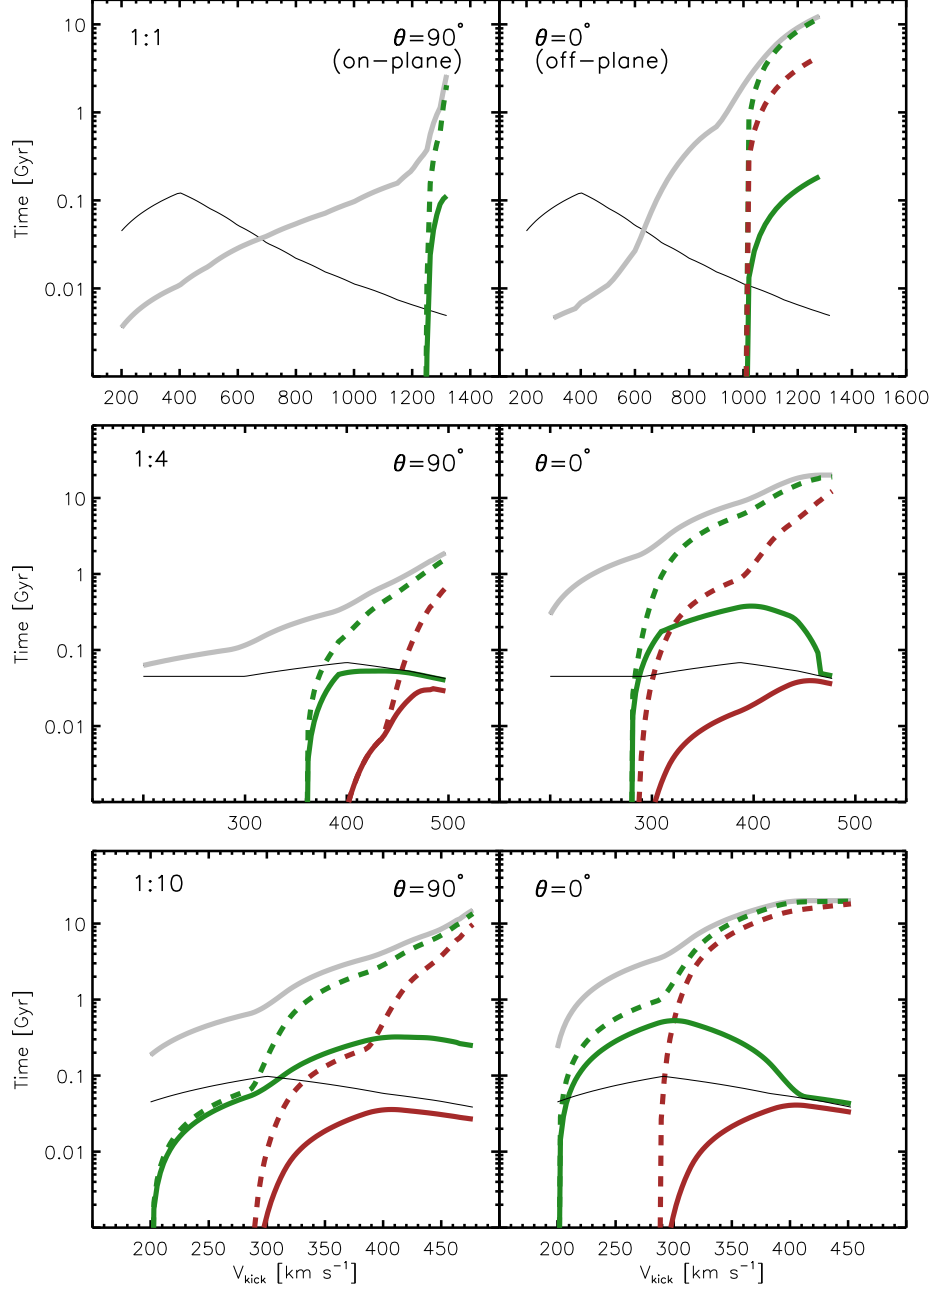 1:1 θ=90° θ=0°
(on-plane) (off-plane)
10
1
0.1
0.01
Time [Gyr]
200 400 600 800 1000 1200 1400 200 400 600 800 1000 1200 1400 1600
1:4 θ=90° θ=0°
10
1
0.1
0.01
Time [Gyr]
300 400 500 300 400 500
1:10 θ=90° θ=0°
10
1
0.1
0.01
Time [Gyr]
200 250 300 350 400 450 200 250 300 350 400 450
Vkick [km s⁻¹] Vkick [km s⁻¹]